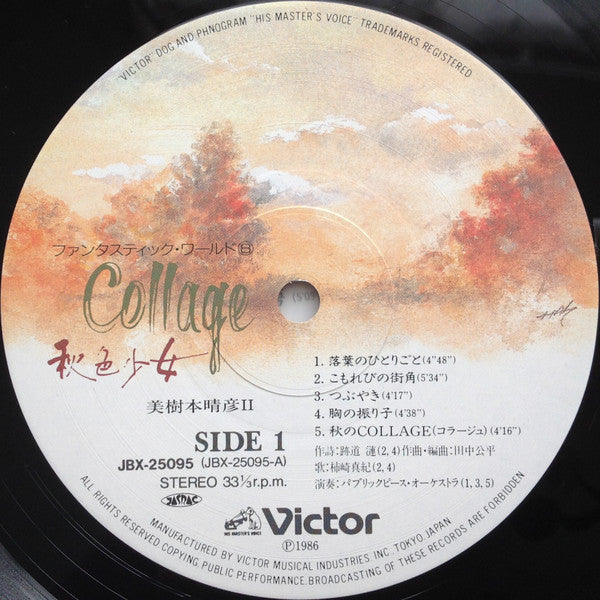 "VICTOR" DOG AND PHNOGRAM "HIS MASTER'S VOICE" TRADEMARKS REGISTERED
ファンタスティック・ワールド⑧
Collage
秋色少女
美樹本晴彦II
SIDE 1
JBX-25095 (JBX-25095-A)
STEREO 33⅓r.p.m.
JASRAC
1. 落葉のひとりごと(4'48")
2. こもれびの街角(5'34")
3. つぶやき(4'17")
4. 胸の振り子(4'38")
5. 秋のCOLLAGE(コラージュ)(4'16")
作詩:跡道 漣(2,4)作曲・編曲:田中公平
歌:柿崎真紀(2,4)
演奏:パブリックピース・オーケストラ(1,3,5)
HIS MASTER'S VOICE
Victor
Ⓟ1986
MANUFACTURED BY VICTOR MUSICAL INDUSTRIES, INC. TOKYO, JAPAN
ALL RIGHTS RESERVED. COPYING, PUBLIC PERFORMANCE, BROADCASTING OF THESE RECORDS ARE FORBIDDEN